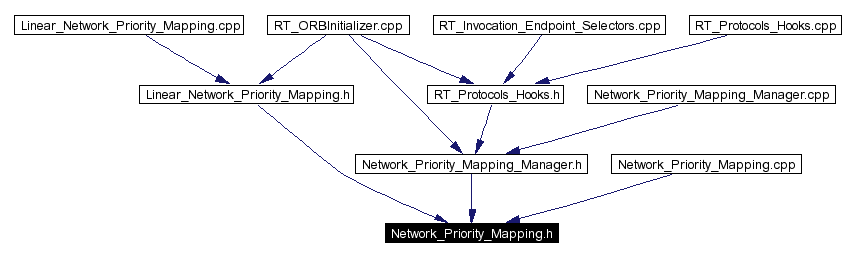 Linear_Network_Priority_Mapping.cpp
RT_ORBInitializer.cpp
RT_Invocation_Endpoint_Selectors.cpp
RT_Protocols_Hooks.cpp
Linear_Network_Priority_Mapping.h
RT_Protocols_Hooks.h
Network_Priority_Mapping_Manager.cpp
Network_Priority_Mapping_Manager.h
Network_Priority_Mapping.cpp
Network_Priority_Mapping.h